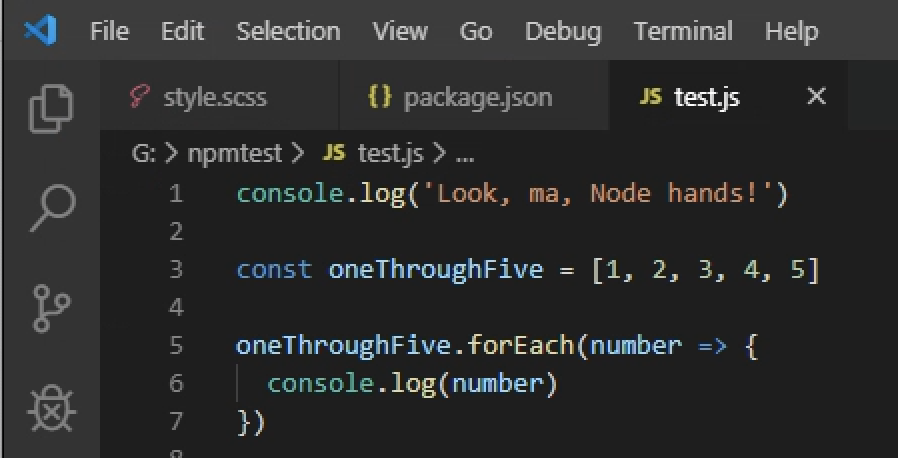 File Edit Selection View Go Debug Terminal Help
style.scss {} package.json JS test.js
G: > npmtest > JS test.js > ...
1 console.log('Look, ma, Node hands!')
2
3 const oneThroughFive = [1, 2, 3, 4, 5]
4
5 oneThroughFive.forEach(number => {
6 console.log(number)
7 })
8